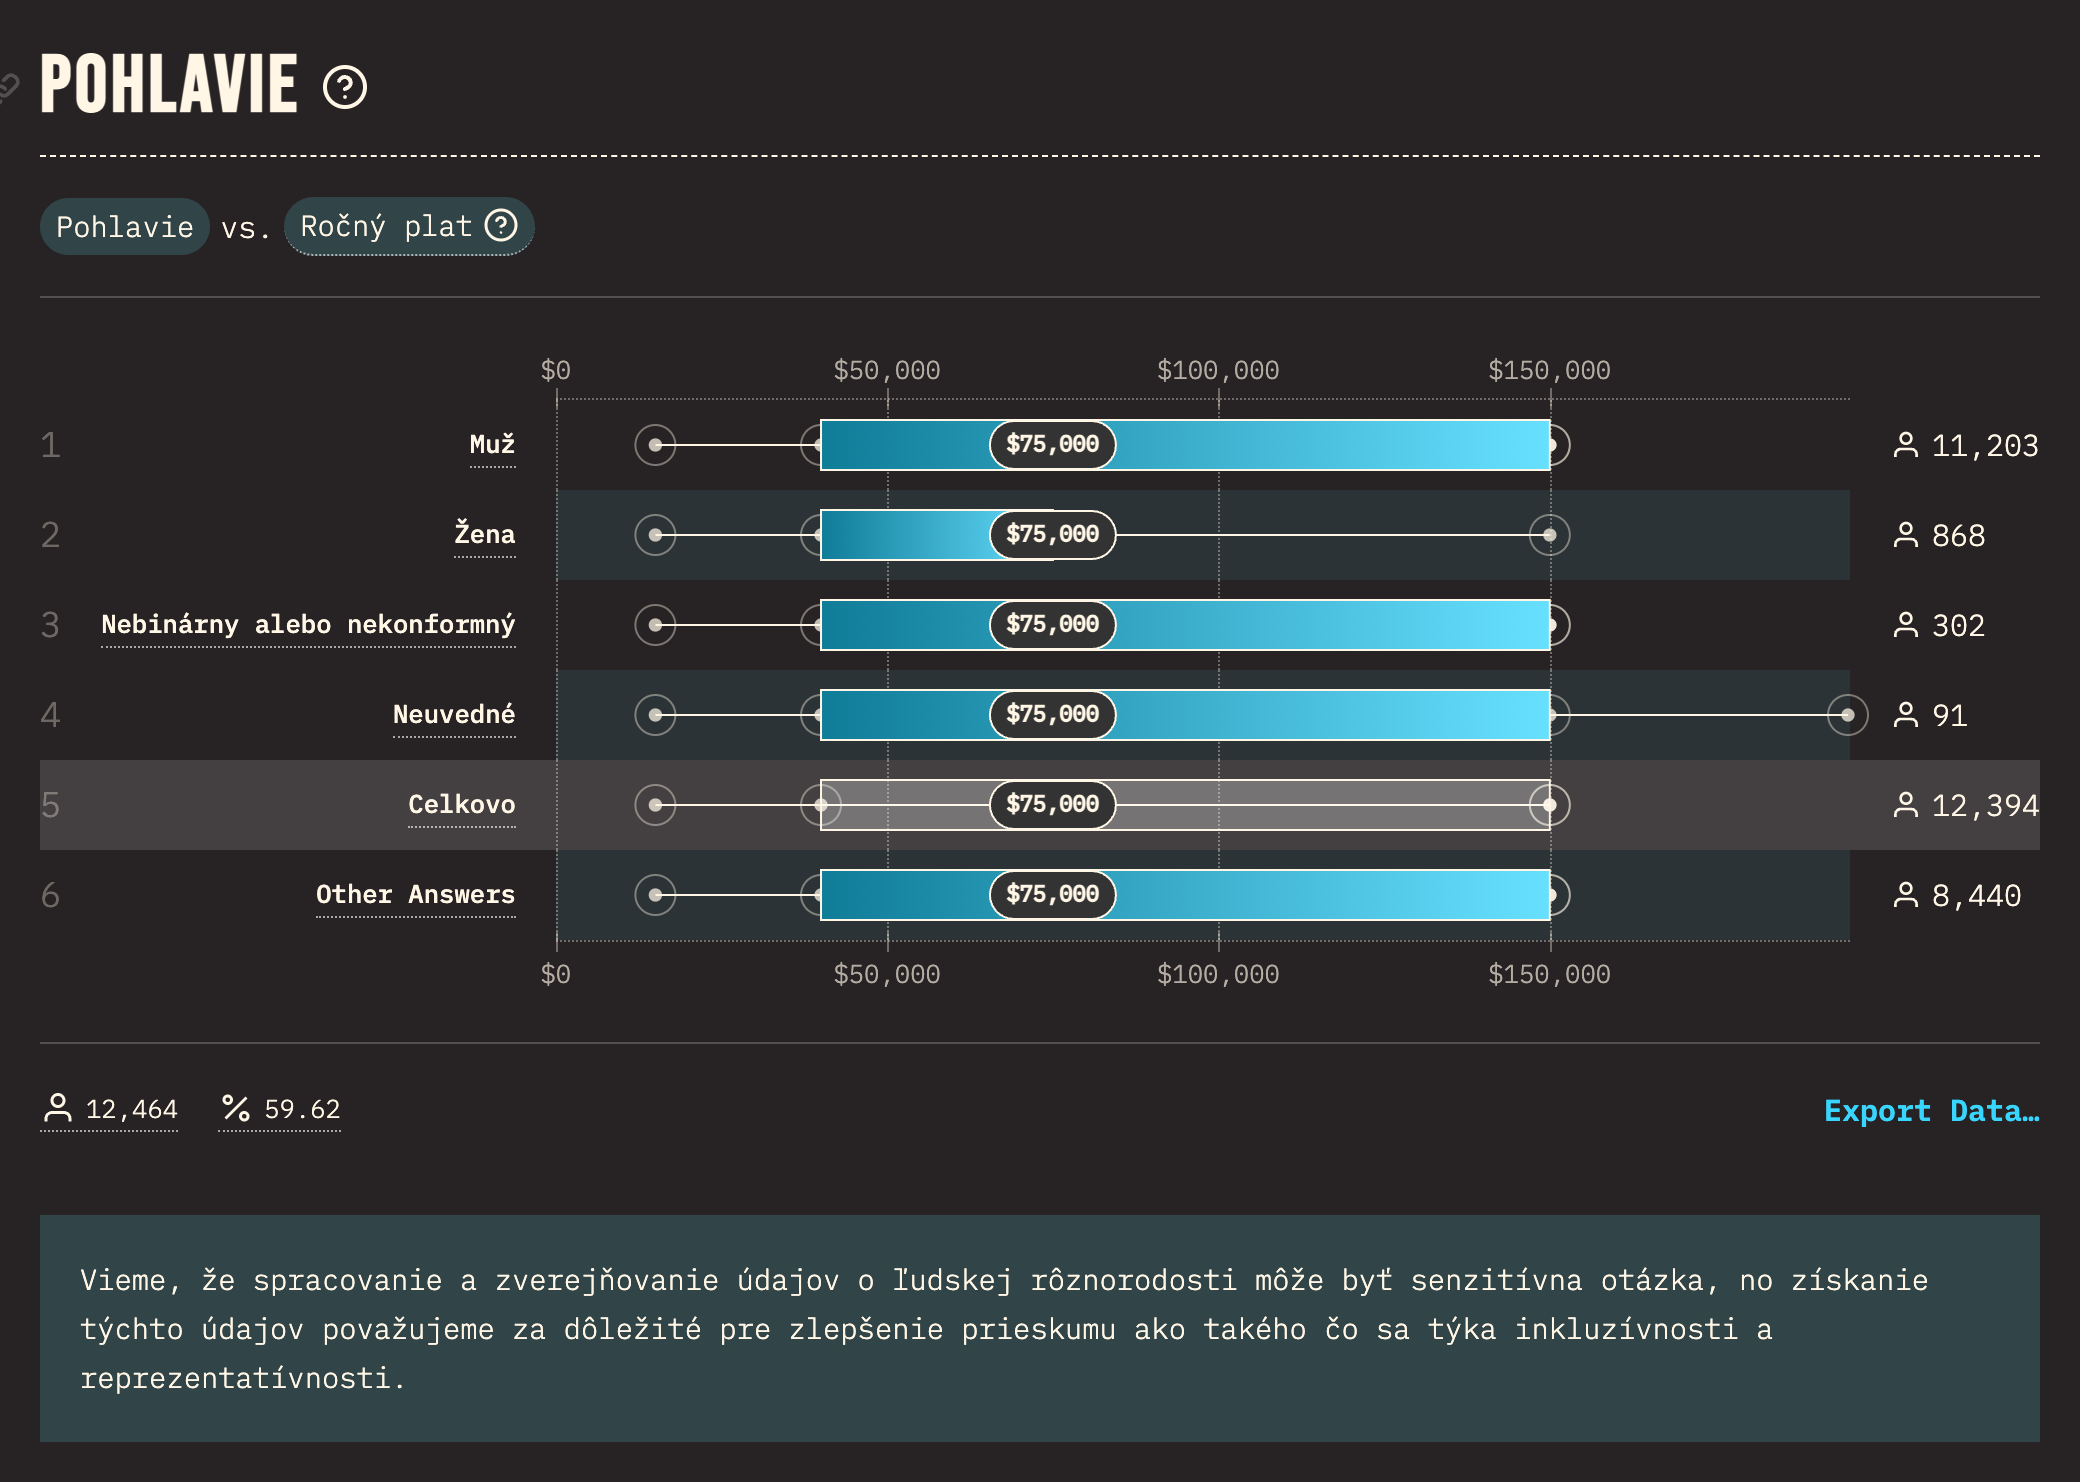 POHLAVIE
Pohlavie vs. Ročný plat
$0 $50,000 $100,000 $150,000
1 Muž $75,000 11,203
2 Žena $75,000 868
3 Nebinárny alebo nekonformný $75,000 302
4 Neuvedné $75,000 91
5 Celkovo $75,000 12,394
6 Other Answers $75,000 8,440
$0 $50,000 $100,000 $150,000
12,464 % 59.62 Export Data…
Vieme, že spracovanie a zverejňovanie údajov o ľudskej rôznorodosti môže byť senzitívna otázka, no získanie
týchto údajov považujeme za dôležité pre zlepšenie prieskumu ako takého čo sa týka inkluzívnosti a
reprezentatívnosti.